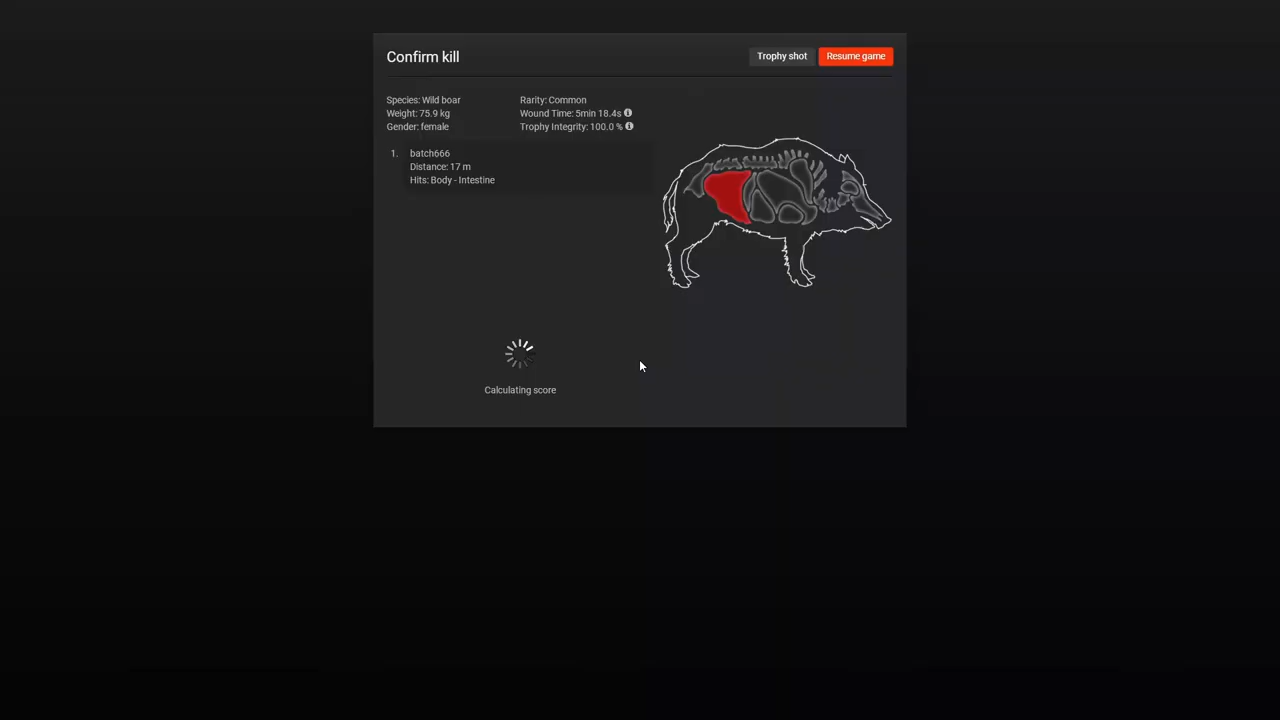 Confirm kill
Trophy shot
Resume game
Species: Wild boar
Rarity: Common
Weight: 75.9 kg
Wound Time: 5min 18.4s
Gender: female
Trophy Integrity: 100.0 %
1. batch666
Distance: 17 m
Hits: Body - Intestine
Calculating score